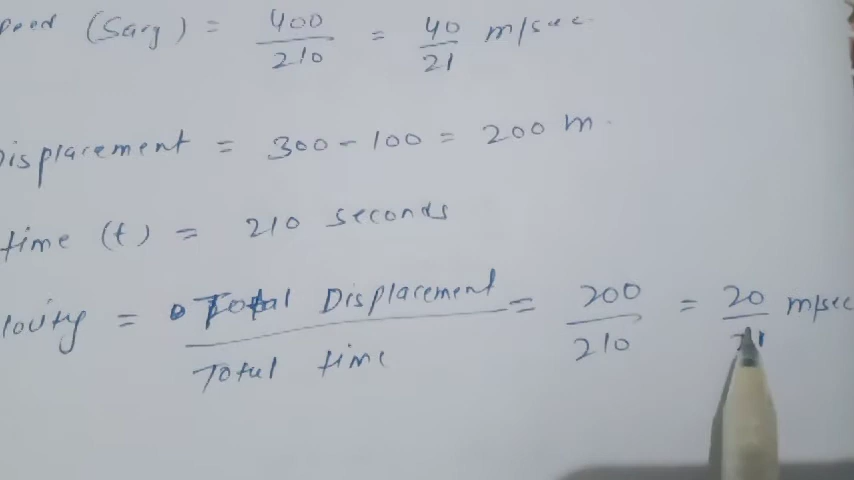 peed (Savg) = 400/210 = 40/21 m/sec
Displacement = 300 - 100 = 200 m.
time (t) = 210 seconds
locity = Total Displacement/Total time = 200/210 = 20/21 m/sec